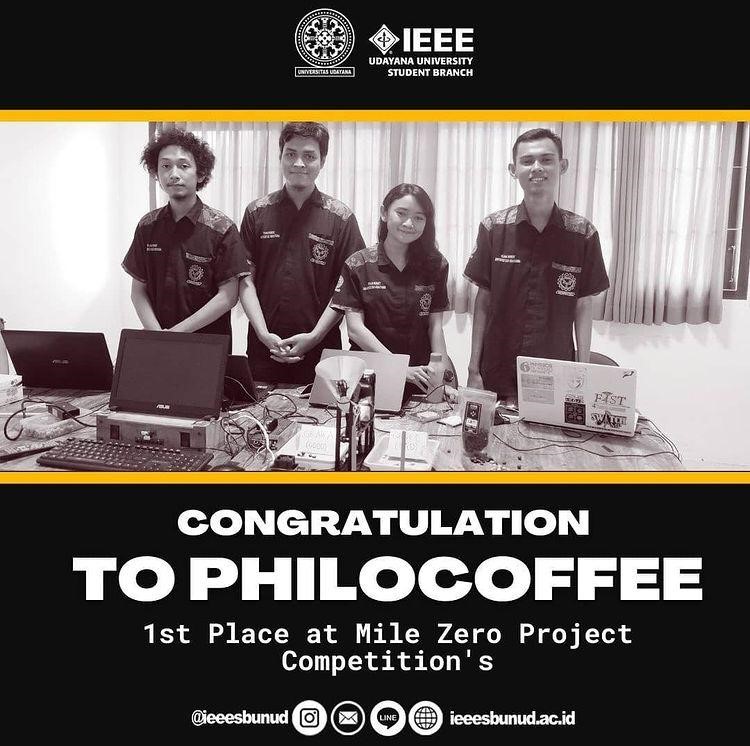 UNIVERSITAS UDAYANA
IEEE
UDAYANA UNIVERSITY
STUDENT BRANCH
ASUS
FAST
CONGRATULATION
TO PHILOCOFFEE
1st Place at Mile Zero Project
Competition's
@ieeesbunud
LINE
ieeesbunud.ac.id